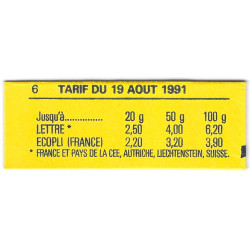 6 TARIF DU 19 AOUT 1991
Jusqu'à............... 20 g 50 g 100 g
LETTRE * 2,50 4,00 6,20
ECOPLI (FRANCE) 2,20 3,20 3,90
* FRANCE ET PAYS DE LA CEE, AUTRICHE, LIECHTENSTEIN, SUISSE.